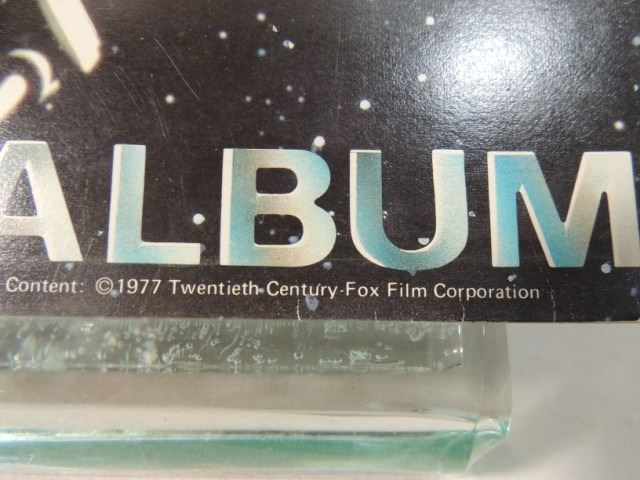 ALBUM
Content: ©1977 Twentieth Century-Fox Film Corporation